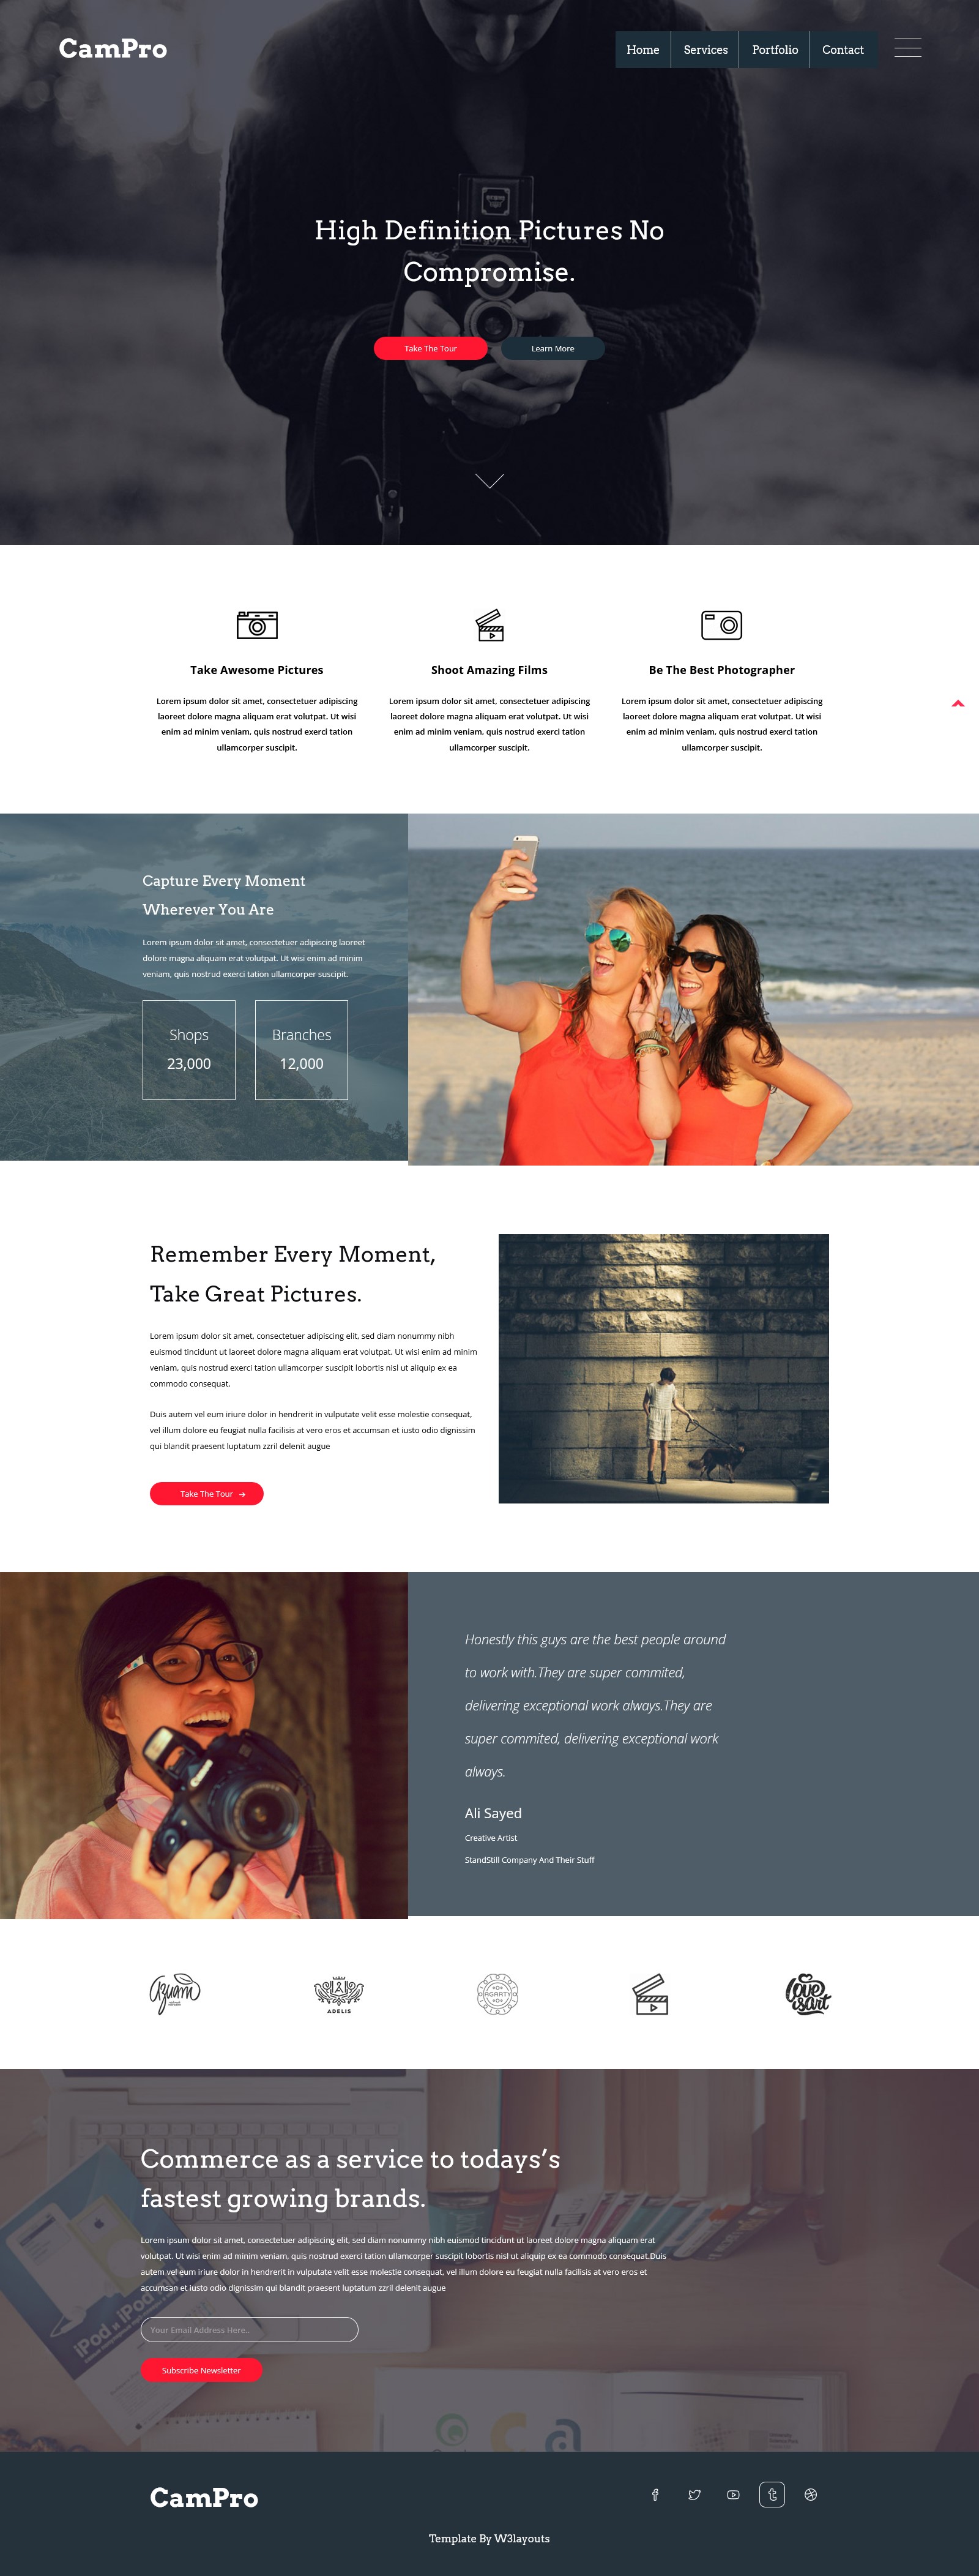 CamPro
Home
Services
Portfolio
Contact
High Definition Pictures No
Compromise.
Take The Tour
Learn More
Take Awesome Pictures
Lorem ipsum dolor sit amet, consectetuer adipiscing
laoreet dolore magna aliquam erat volutpat. Ut wisi
enim ad minim veniam, quis nostrud exerci tation
ullamcorper suscipit.
Shoot Amazing Films
Lorem ipsum dolor sit amet, consectetuer adipiscing
laoreet dolore magna aliquam erat volutpat. Ut wisi
enim ad minim veniam, quis nostrud exerci tation
ullamcorper suscipit.
Be The Best Photographer
Lorem ipsum dolor sit amet, consectetuer adipiscing
laoreet dolore magna aliquam erat volutpat. Ut wisi
enim ad minim veniam, quis nostrud exerci tation
ullamcorper suscipit.
Capture Every Moment
Wherever You Are
Lorem ipsum dolor sit amet, consectetuer adipiscing laoreet
dolore magna aliquam erat volutpat. Ut wisi enim ad minim
veniam, quis nostrud exerci tation ullamcorper suscipit.
Shops
23,000
Branches
12,000
Remember Every Moment,
Take Great Pictures.
Lorem ipsum dolor sit amet, consectetuer adipiscing elit, sed diam nonummy nibh
euismod tincidunt ut laoreet dolore magna aliquam erat volutpat. Ut wisi enim ad minim
veniam, quis nostrud exerci tation ullamcorper suscipit lobortis nisl ut aliquip ex ea
commodo consequat.
Duis autem vel eum iriure dolor in hendrerit in vulputate velit esse molestie consequat,
vel illum dolore eu feugiat nulla facilisis at vero eros et accumsan et iusto odio dignissim
qui blandit praesent luptatum zzril delenit augue
Take The Tour
Honestly this guys are the best people around
to work with.They are super commited,
delivering exceptional work always.They are
super commited, delivering exceptional work
always.
Ali Sayed
Creative Artist
StandStill Company And Their Stuff
ADELIS
AGRRTY
Love
isart
Commerce as a service to todays’s
fastest growing brands.
Lorem ipsum dolor sit amet, consectetuer adipiscing elit, sed diam nonummy nibh euismod tincidunt ut laoreet dolore magna aliquam erat
volutpat. Ut wisi enim ad minim veniam, quis nostrud exerci tation ullamcorper suscipit lobortis nisl ut aliquip ex ea commodo consequat.Duis
autem vel eum iriure dolor in hendrerit in vulputate velit esse molestie consequat, vel illum dolore eu feugiat nulla facilisis at vero eros et
accumsan et iusto odio dignissim qui blandit praesent luptatum zzril delenit augue
iPod
iPod mini
Your Email Address Here..
Subscribe Newsletter
CamPro
Template By W3layouts